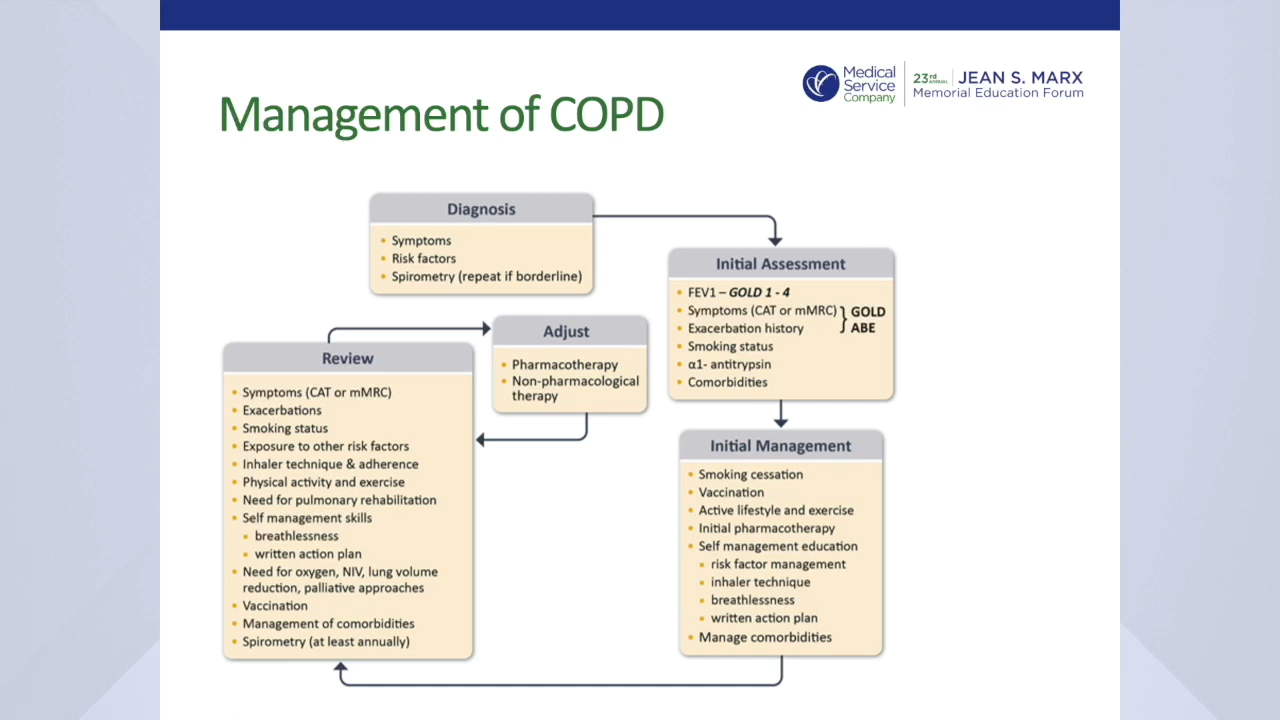 Medical
Service
Company
23rd ANNUAL
JEAN S. MARX
Memorial Education Forum
Management of COPD
Diagnosis
• Symptoms
• Risk factors
• Spirometry (repeat if borderline)
Initial Assessment
• FEV1 – GOLD 1 - 4
• Symptoms (CAT or mMRC)
• Exacerbation history
} GOLD
ABE
• Smoking status
• α1- antitrypsin
• Comorbidities
Initial Management
• Smoking cessation
• Vaccination
• Active lifestyle and exercise
• Initial pharmacotherapy
• Self management education
▪ risk factor management
▪ inhaler technique
▪ breathlessness
▪ written action plan
• Manage comorbidities
Review
• Symptoms (CAT or mMRC)
• Exacerbations
• Smoking status
• Exposure to other risk factors
• Inhaler technique & adherence
• Physical activity and exercise
• Need for pulmonary rehabilitation
• Self management skills
▪ breathlessness
▪ written action plan
• Need for oxygen, NIV, lung volume
reduction, palliative approaches
• Vaccination
• Management of comorbidities
• Spirometry (at least annually)
Adjust
• Pharmacotherapy
• Non-pharmacological
therapy